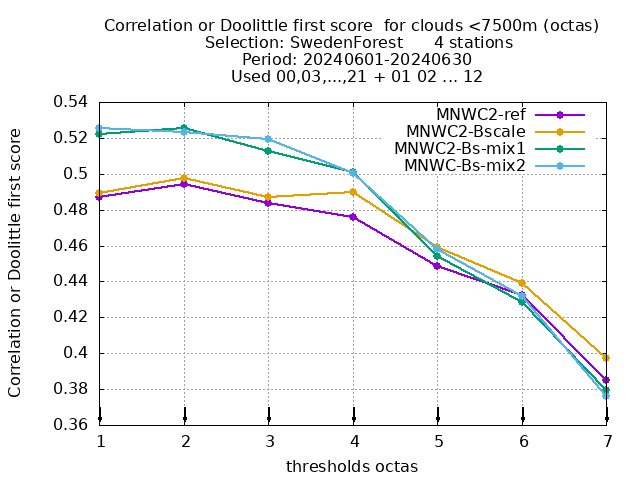 Correlation or Doolittle first score  for clouds <7500m (octas)
Selection: SwedenForest      4 stations
Period: 20240601-20240630
Used 00,03,...,21 + 01 02 ... 12
MNWC2-ref
MNWC2-Bscale
MNWC2-Bs-mix1
MNWC-Bs-mix2
Correlation or Doolittle first score
0.54
0.52
0.5
0.48
0.46
0.44
0.42
0.4
0.38
0.36
1 2 3 4 5 6 7
thresholds octas